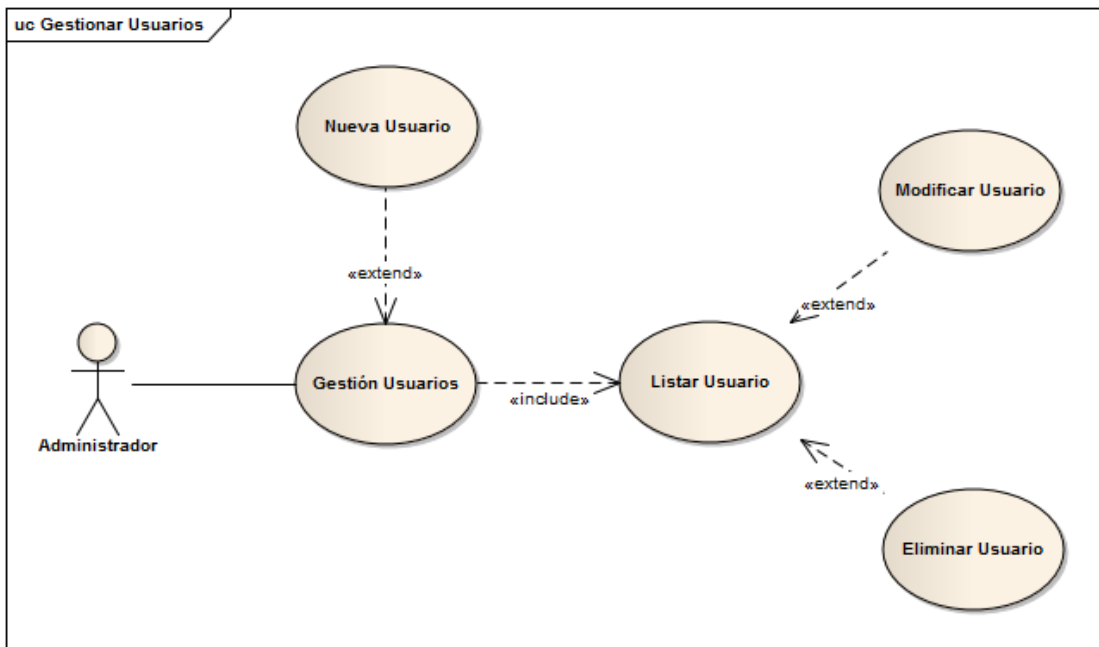 uc Gestionar Usuarios
Nueva Usuario
Modificar Usuario
«extend»
«extend»
Gestión Usuarios
Listar Usuario
«include»
Administrador
«extend»
Eliminar Usuario